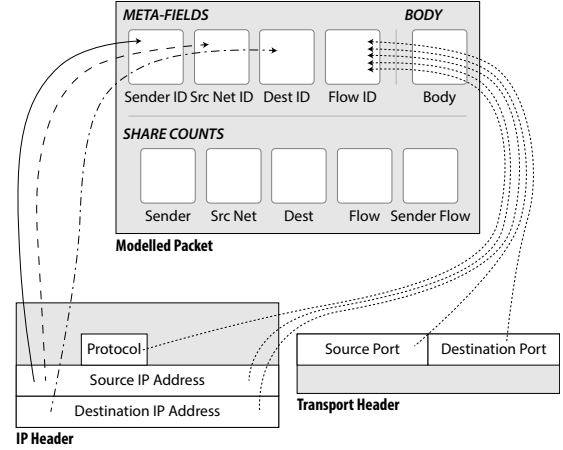 META-FIELDS BODY
Sender ID Src Net ID Dest ID Flow ID Body
SHARE COUNTS
Sender Src Net Dest Flow Sender Flow
Modelled Packet
Protocol
Source IP Address
Destination IP Address
IP Header
Source Port Destination Port
Transport Header